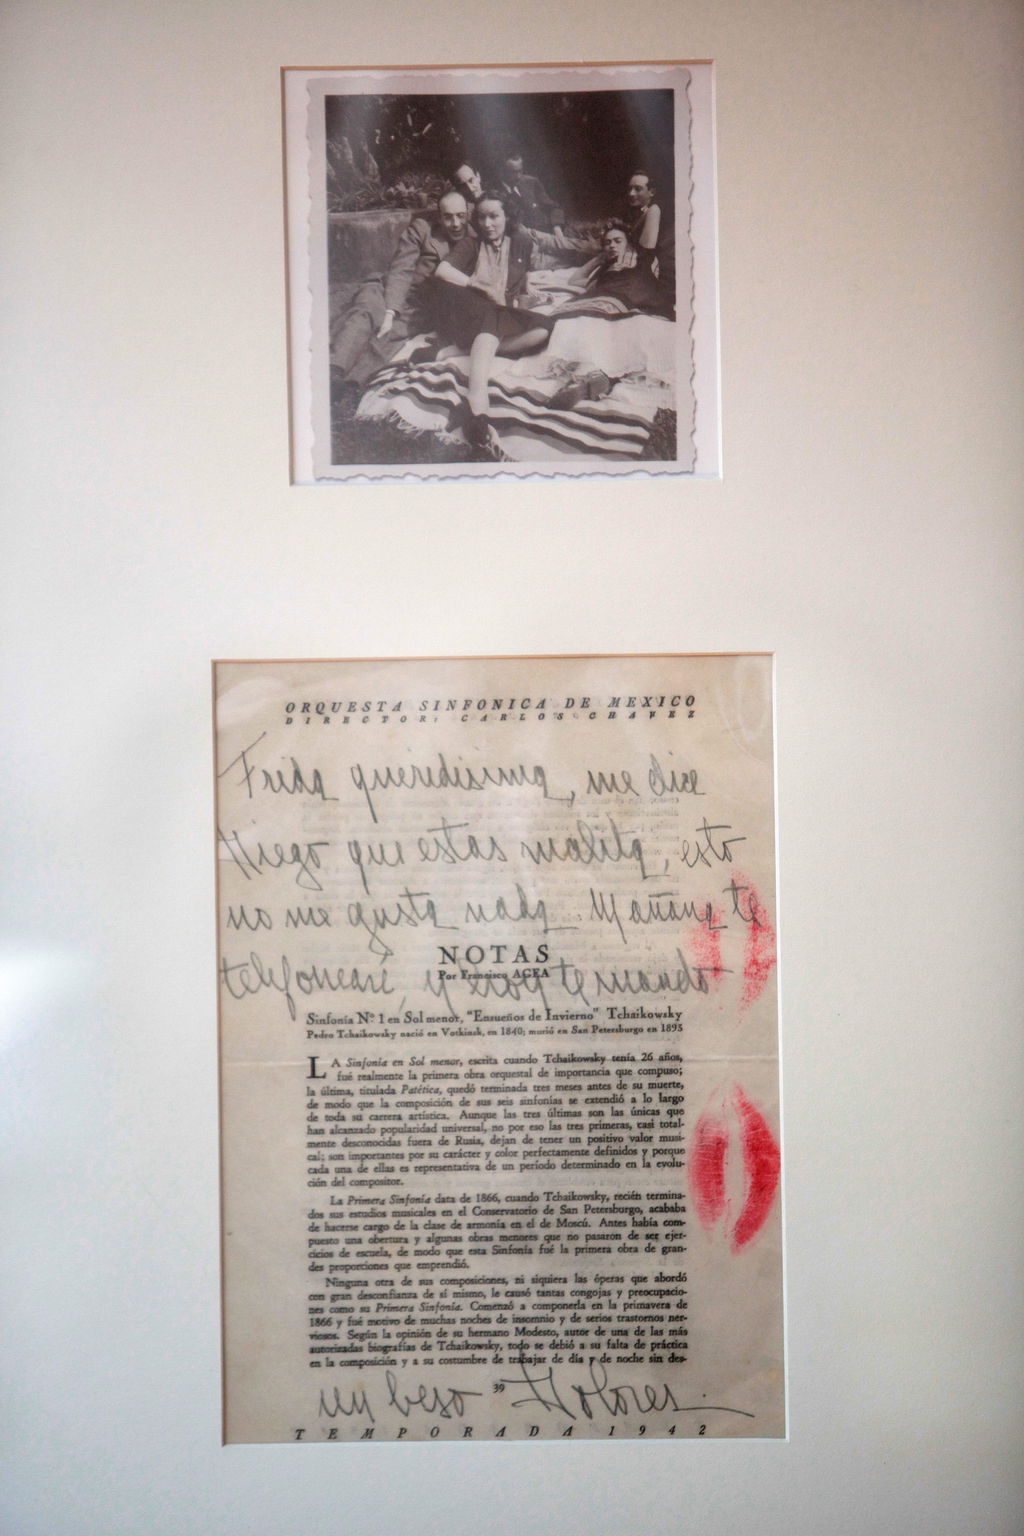 ORQUESTA SINFONICA DE MEXICO
DIRECTOR: CARLOS CHAVEZ
Frida queridisima, me dice
Diego que estas malita, esto
no me gusta nada. Mañana te
NOTAS
telefonearé, y hoy te mando
Por Francisco AGEA
Sinfonía Nº 1 en Sol menor, "Ensueños de Invierno" Tchaikowsky
Pedro Tchaikowsky nació en Votkinsk, en 1840; murió en San Petersburgo en 1893
LA Sinfonía en Sol menor, escrita cuando Tchaikowsky tenía 26 años,
fué realmente la primera obra orquestal de importancia que compuso;
la última, titulada Patética, quedó terminada tres meses antes de su muerte,
de modo que la composición de sus seis sinfonías se extendió a lo largo
de toda su carrera artística. Aunque las tres últimas son las únicas que
han alcanzado popularidad universal, no por eso las tres primeras, casi total-
mente desconocidas fuera de Rusia, dejan de tener un positivo valor musi-
cal; son importantes por su carácter y color perfectamente definidos y porque
cada una de ellas es representativa de un período determinado en la evolu-
ción del compositor.
La Primera Sinfonía data de 1866, cuando Tchaikowsky, recién termina-
dos sus estudios musicales en el Conservatorio de San Petersburgo, acababa
de hacerse cargo de la clase de armonía en el de Moscú. Antes había com-
puesto una obertura y algunas obras menores que no pasaron de ser ejer-
cicios de escuela, de modo que esta Sinfonía fué la primera obra de gran-
des proporciones que emprendió.
Ninguna otra de sus composiciones, ni siquiera las óperas que abordó
con gran desconfianza de sí mismo, le causó tantas congojas y preocupacio-
nes como su Primera Sinfonía. Comenzó a componerla en la primavera de
1866 y fué motivo de muchas noches de insomnio y de serios trastornos ner-
viosos. Según la opinión de su hermano Modesto, autor de una de las más
autorizadas biografías de Tchaikowsky, todo se debió a su falta de práctica
en la composición y a su costumbre de trabajar de día y de noche sin des-
39
un beso Dolores.
TEMPORADA 1942